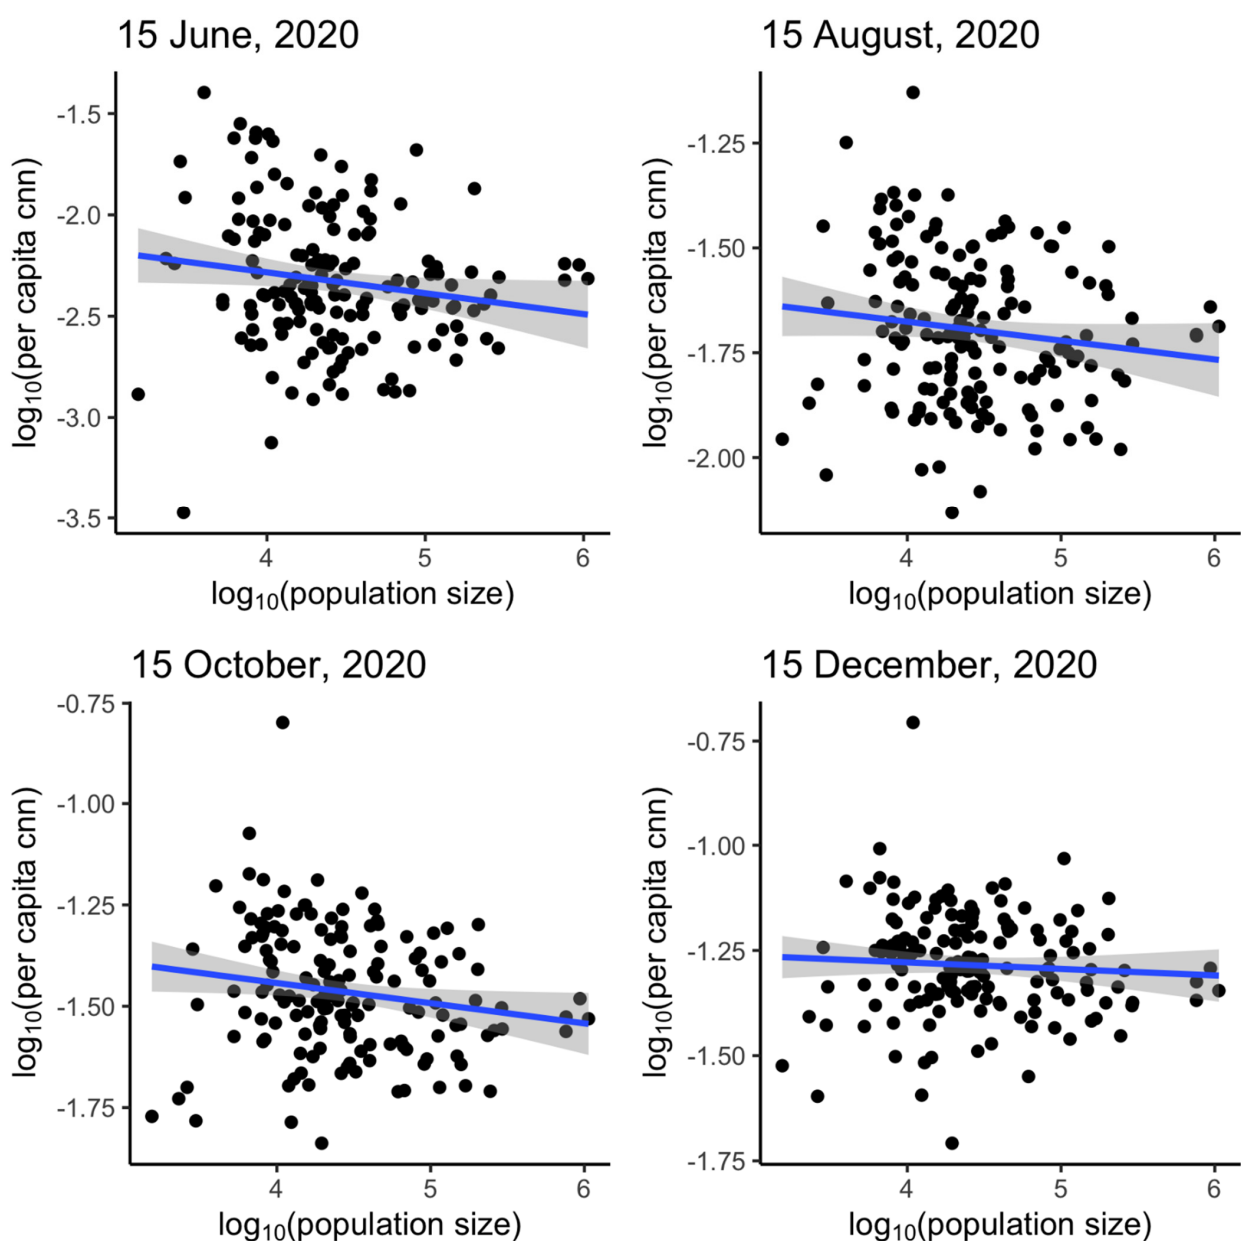 15 June, 2020
log₁₀(per capita cnn)
-1.5
-2.0
-2.5
-3.0
-3.5
4 5 6
log₁₀(population size)
15 August, 2020
log₁₀(per capita cnn)
-1.25
-1.50
-1.75
-2.00
4 5 6
log₁₀(population size)
15 October, 2020
log₁₀(per capita cnn)
-0.75
-1.00
-1.25
-1.50
-1.75
4 5 6
log₁₀(population size)
15 December, 2020
log₁₀(per capita cnn)
-0.75
-1.00
-1.25
-1.50
-1.75
4 5 6
log₁₀(population size)